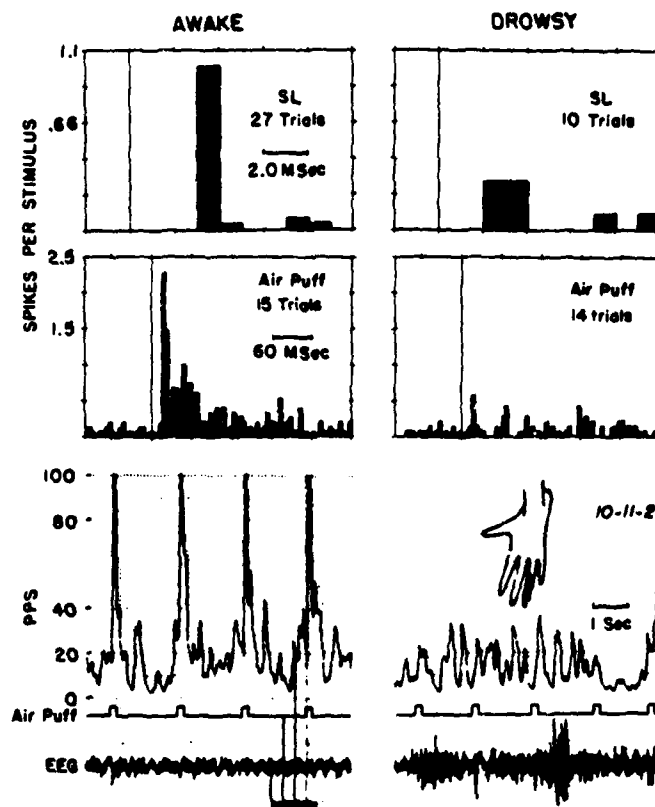 AWAKE
DROWSY
SPIKES PER STIMULUS
1.1
.66
SL
27 Trials
2.0 MSec
SL
10 Trials
2.5
1.5
Air Puff
15 Trials
60 MSec
Air Puff
14 trials
PPS
100
80
40
20
0
10-11-2
1 Sec
Air Puff
EEG